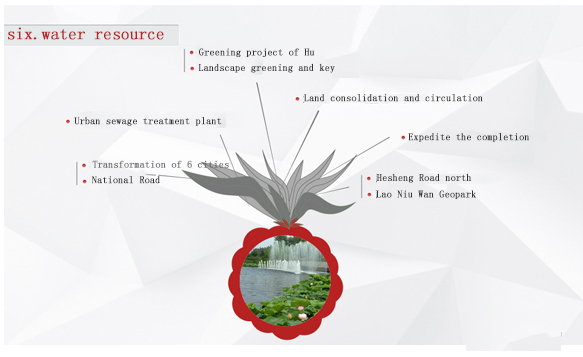 six.water resource
Greening project of Hu
Landscape greening and key
Land consolidation and circulation
Urban sewage treatment plant
Expedite the completion
Transformation of 6 cities
National Road
Hesheng Road north
Lao Niu Wan Geopark